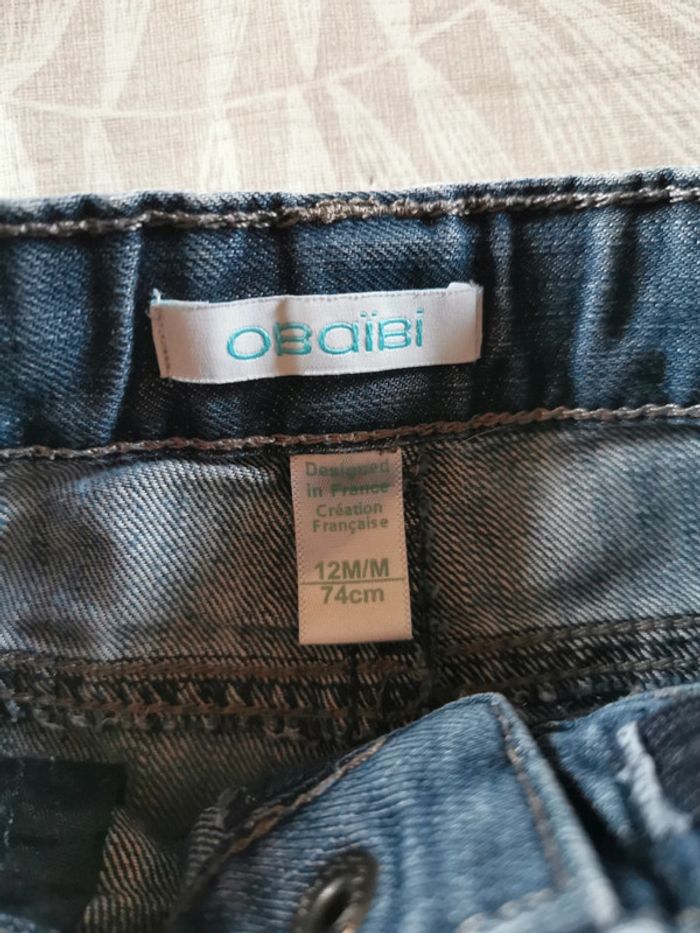 OBaïBi
Designed
in France
Création
Française
12M/M
74cm